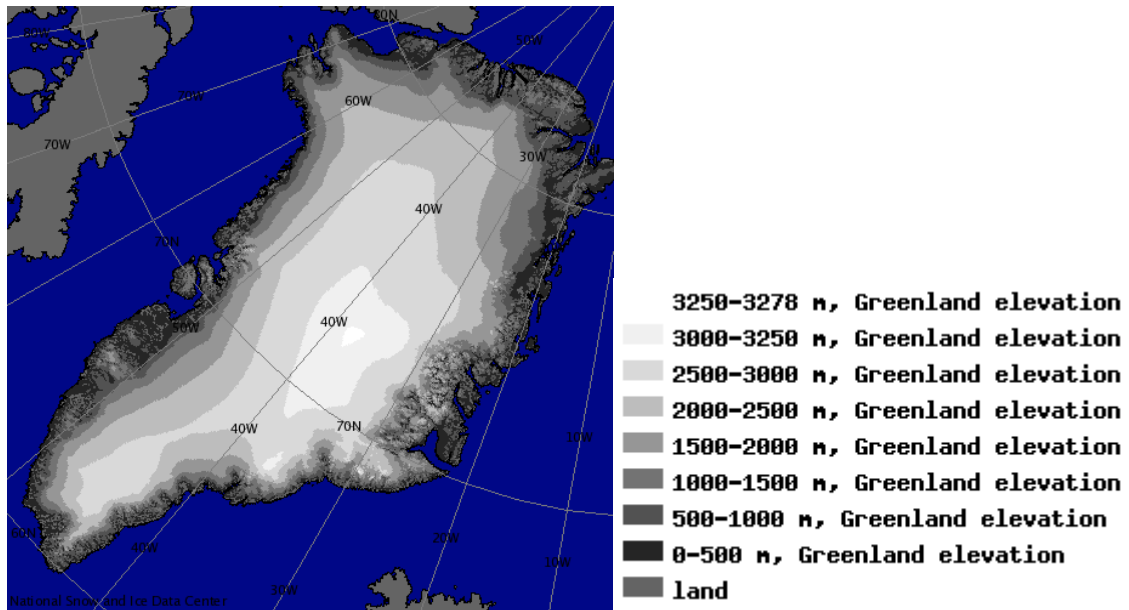 60W
80N
50W
70W
60W
70W
30W
40W
70N
50W
40W
40W
70N
10W
60N
40W
20W
10W
30W
National Snow and Ice Data Center
3250-3278 m, Greenland elevation
3000-3250 m, Greenland elevation
2500-3000 m, Greenland elevation
2000-2500 m, Greenland elevation
1500-2000 m, Greenland elevation
1000-1500 m, Greenland elevation
500-1000 m, Greenland elevation
0-500 m, Greenland elevation
land